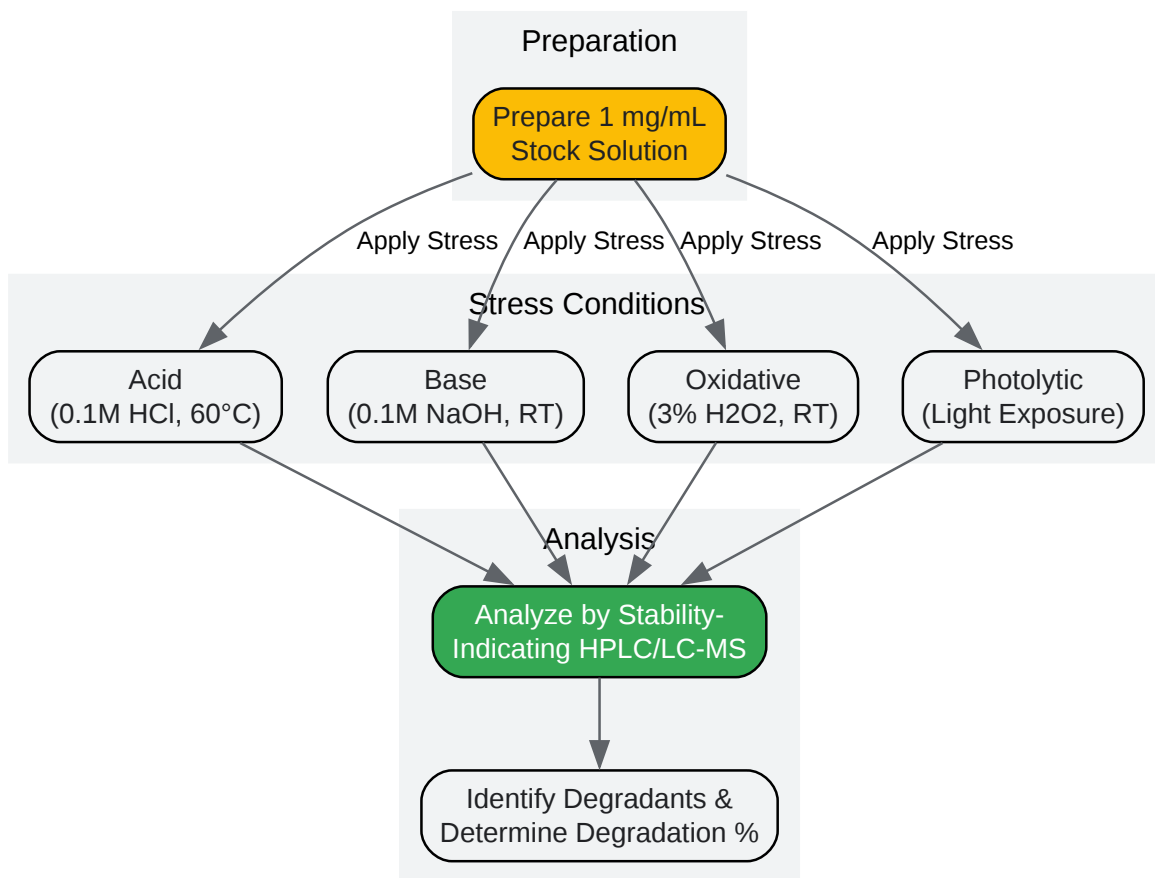 Preparation
Prepare 1 mg/mL
Stock Solution
Apply Stress
Apply Stress
Apply Stress
Apply Stress
Stress Conditions
Acid
(0.1M HCl, 60°C)
Base
(0.1M NaOH, RT)
Oxidative
(3% H2O2, RT)
Photolytic
(Light Exposure)
Analysis
Analyze by Stability-
Indicating HPLC/LC-MS
Identify Degradants &
Determine Degradation %